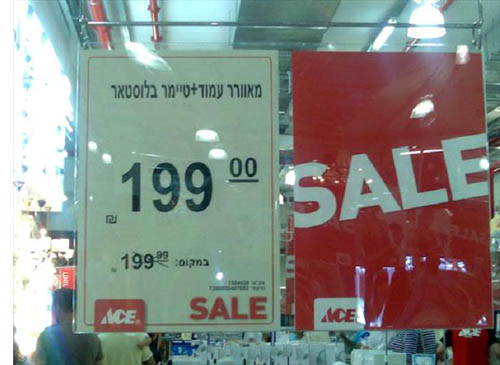 מאוורר עמוד+טיימר בלוסטאר
199 00
₪
במקום: 199.99 ₪
ACE
SALE
SALE
ACE